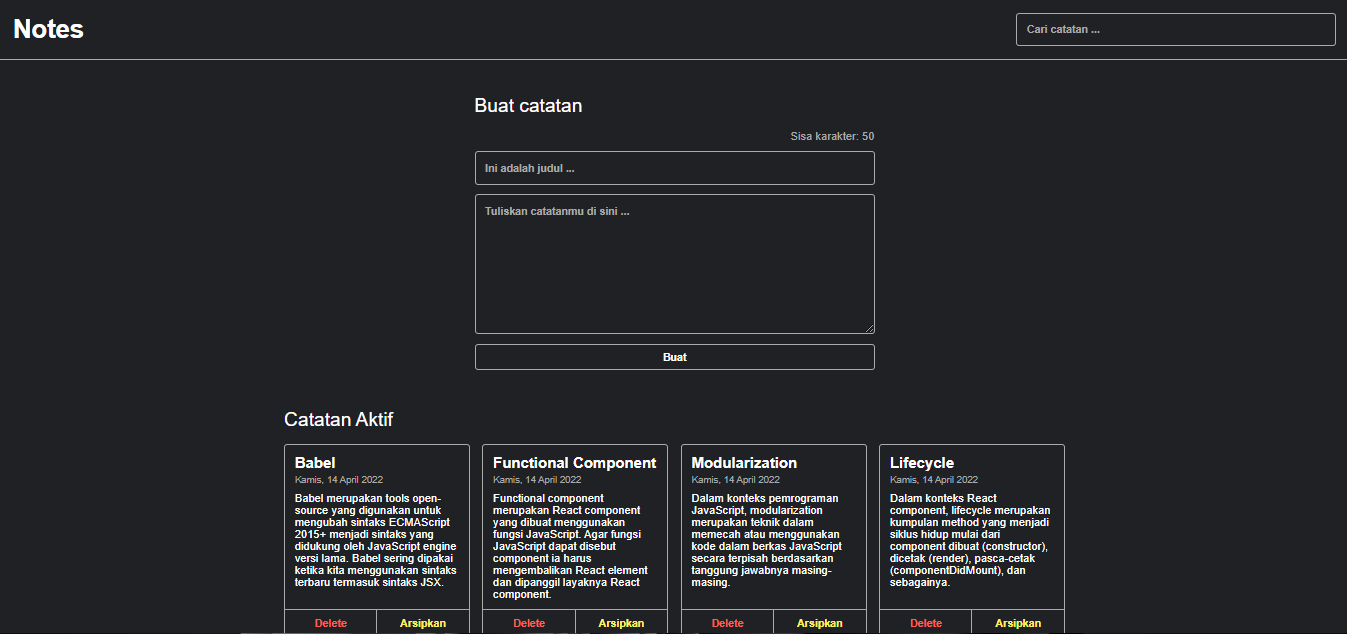 Notes
Cari catatan ...
Buat catatan
Sisa karakter: 50
Ini adalah judul ...
Tuliskan catatanmu di sini ...
Buat
Catatan Aktif
Babel
Kamis, 14 April 2022
Babel merupakan tools open-
source yang digunakan untuk
mengubah sintaks ECMAScript
2015+ menjadi sintaks yang
didukung oleh JavaScript engine
versi lama. Babel sering dipakai
ketika kita menggunakan sintaks
terbaru termasuk sintaks JSX.
Delete
Arsipkan
Functional Component
Kamis, 14 April 2022
Functional component
merupakan React component
yang dibuat menggunakan
fungsi JavaScript. Agar fungsi
JavaScript dapat disebut
component ia harus
mengembalikan React element
dan dipanggil layaknya React
component.
Delete
Arsipkan
Modularization
Kamis, 14 April 2022
Dalam konteks pemrograman
JavaScript, modularization
merupakan teknik dalam
memecah atau menggunakan
kode dalam berkas JavaScript
secara terpisah berdasarkan
tanggung jawabnya masing-
masing.
Delete
Arsipkan
Lifecycle
Kamis, 14 April 2022
Dalam konteks React
component, lifecycle merupakan
kumpulan method yang menjadi
siklus hidup mulai dari
component dibuat (constructor),
dicetak (render), pasca-cetak
(componentDidMount), dan
sebagainya.
Delete
Arsipkan